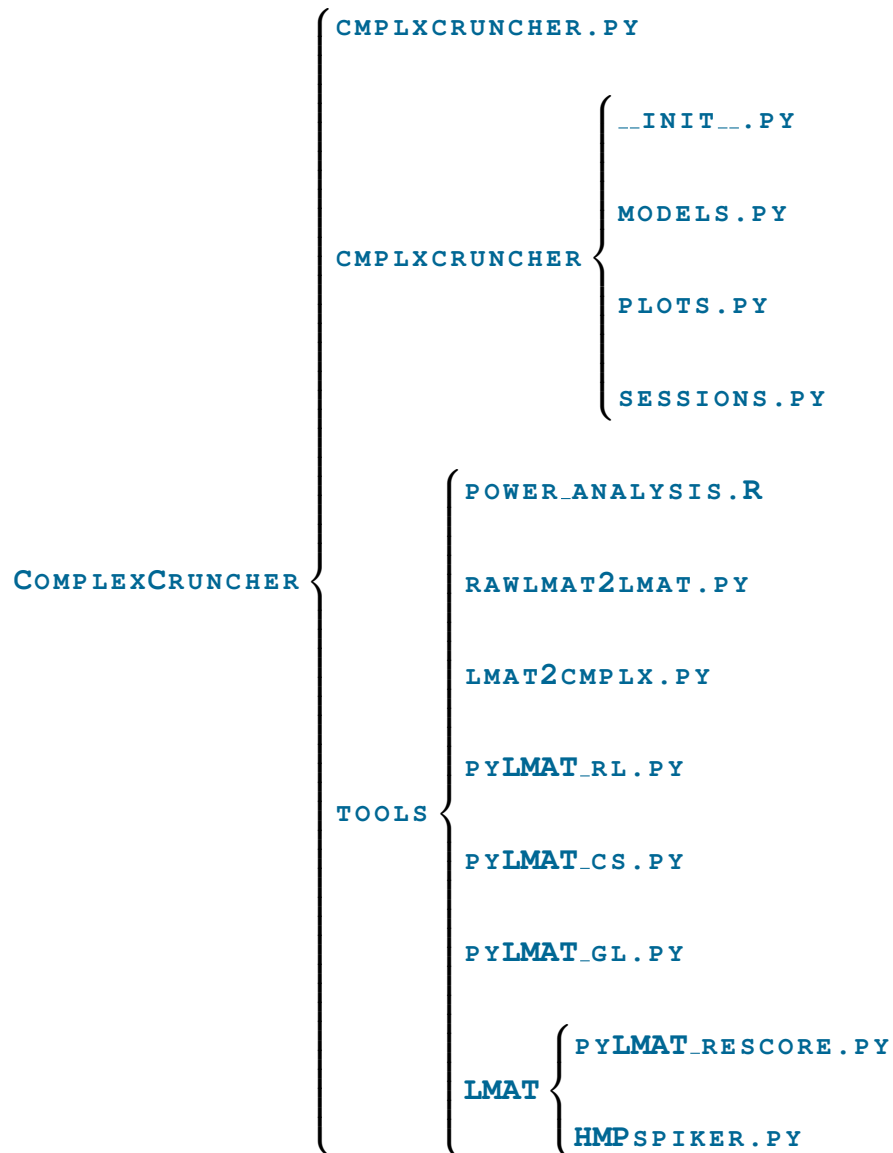 ComplexCruncher
cmplxcruncher.py
cmplxcruncher
__init__.py
models.py
plots.py
sessions.py
tools
power_analysis.R
rawlmat2lmat.py
lmat2cmplx.py
pyLMAT_rl.py
pyLMAT_cs.py
pyLMAT_gl.py
LMAT
pyLMAT_rescore.py
HMPspiker.py